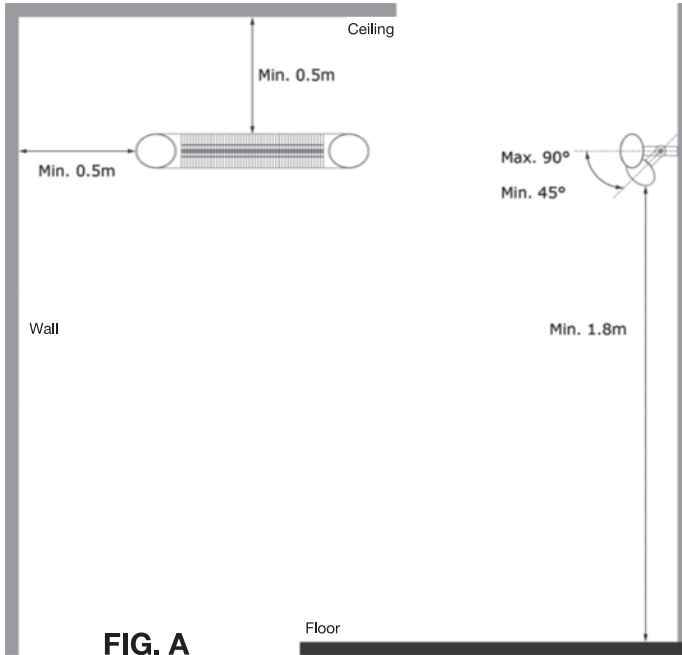 Ceiling
Min. 0.5m
Min. 0.5m
Max. 90°
Min. 45°
Wall
Min. 1.8m
Floor
FIG. A